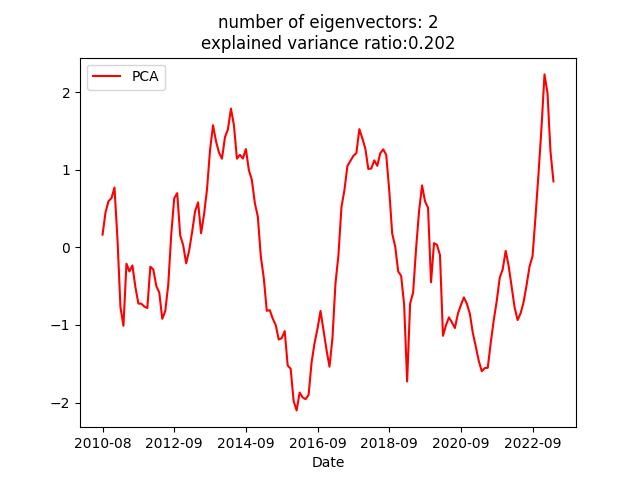 number of eigenvectors: 2
explained variance ratio:0.202
PCA
2
1
0
−1
−2
2010-08 2012-09 2014-09 2016-09 2018-09 2020-09 2022-09
Date